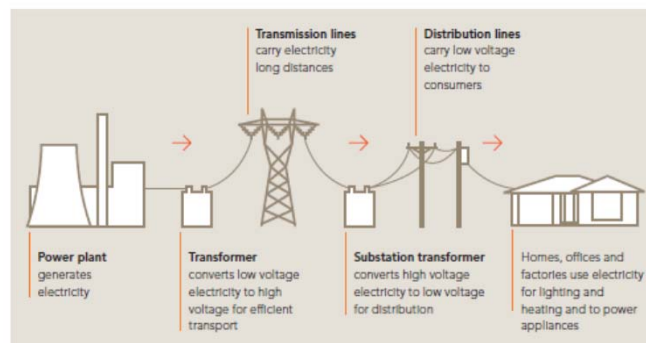 Transmission lines
carry electricity
long distances
Distribution lines
carry low voltage
electricity to
consumers
Power plant
generates
electricity
Transformer
converts low voltage
electricity to high
voltage for efficient
transport
Substation transformer
converts high voltage
electricity to low voltage
for distribution
Homes, offices and
factories use electricity
for lighting and
heating and to power
appliances